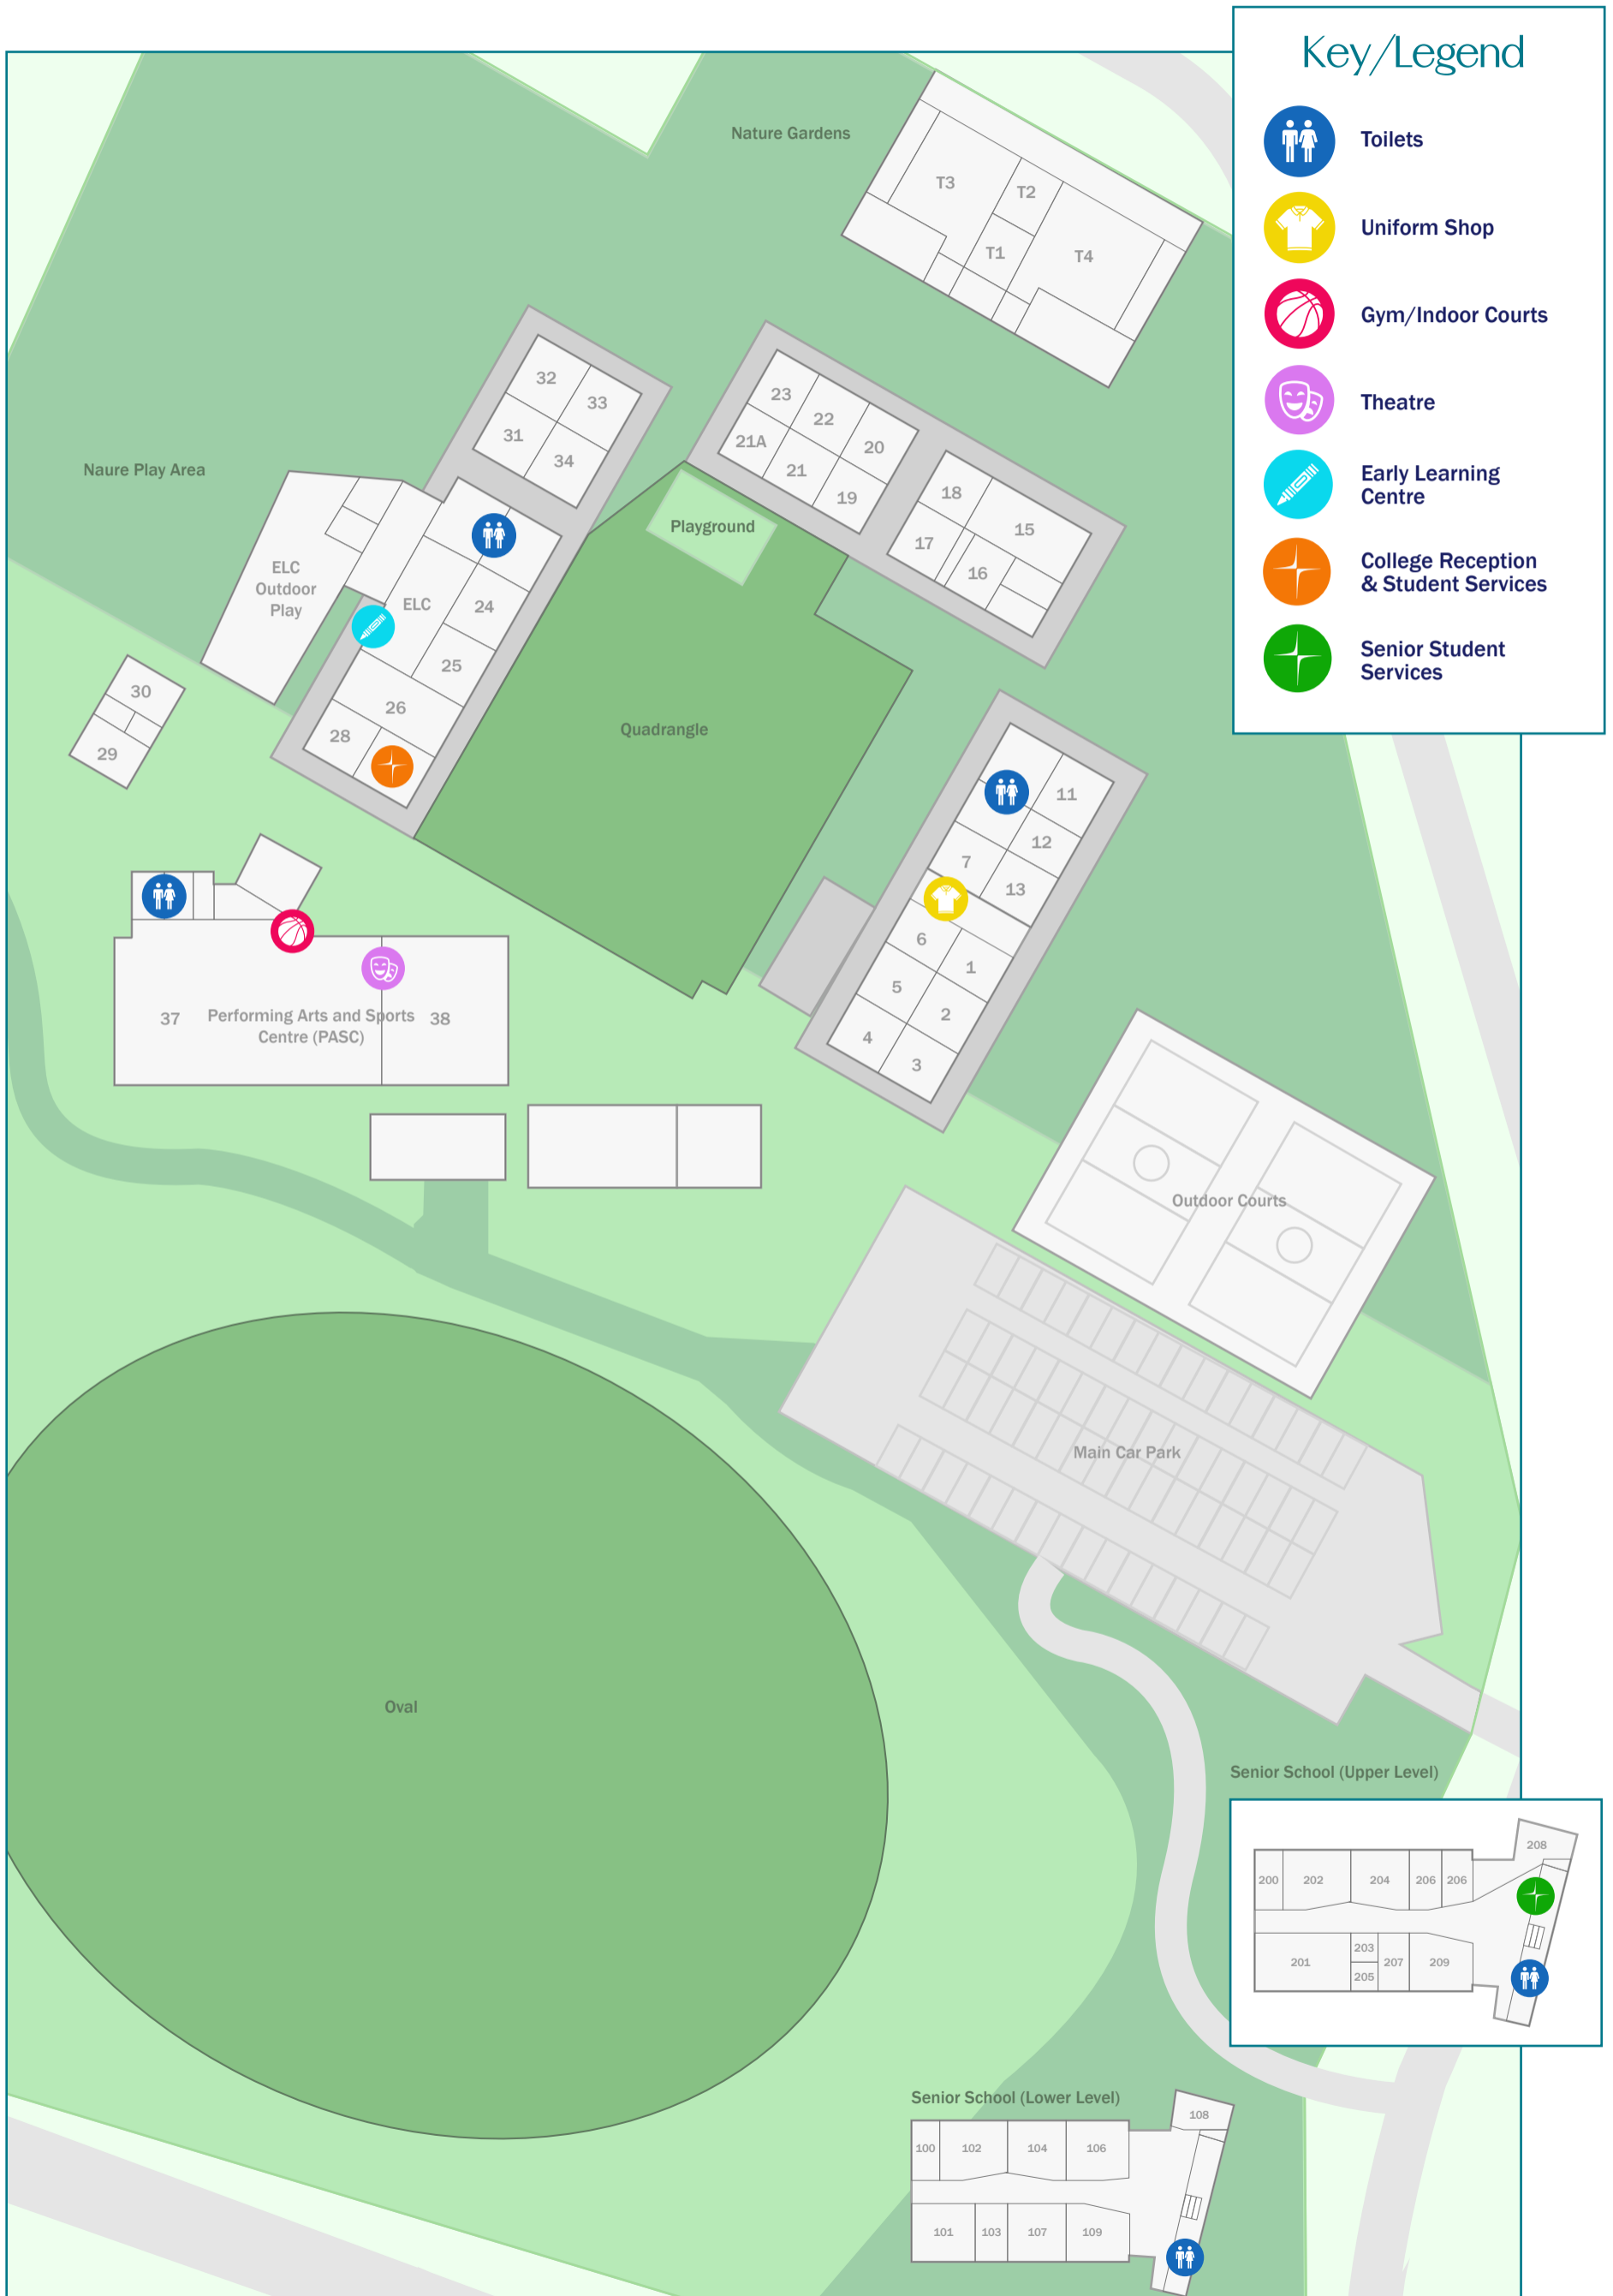 Key/Legend
Toilets
Uniform Shop
Gym/Indoor Courts
Theatre
Early Learning
Centre
College Reception
& Student Services
Senior Student
Services
Nature Gardens
T3
T2
T1
T4
32
33
31
34
23
22
20
21A
21
19
18
15
17
16
Naure Play Area
Playground
ELC
Outdoor
Play
ELC
24
25
26
28
30
29
Quadrangle
11
12
7
13
6
1
5
2
4
3
37
Performing Arts and Sports
Centre (PASC)
38
Outdoor Courts
Main Car Park
Oval
Senior School (Upper Level)
208
200
202
204
206
206
201
203
205
207
209
Senior School (Lower Level)
108
100
102
104
106
101
103
107
109